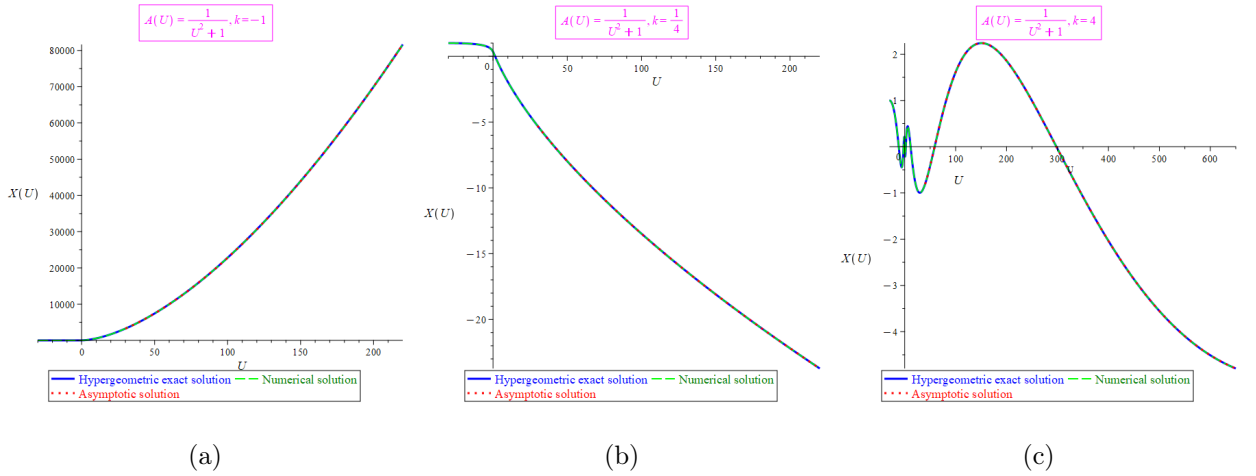 A(U) = 1/(U² + 1), k = −1
80000
70000
60000
50000
40000
30000
20000
10000
X(U)
0
50
100
150
200
U
Hypergeometric exact solution
Numerical solution
Asymptotic solution
(a)
A(U) = 1/(U² + 1), k = 1/4
0
50
100
150
200
U
−5
−10
−15
−20
X(U)
Hypergeometric exact solution
Numerical solution
Asymptotic solution
(b)
A(U) = 1/(U² + 1), k = 4
2
1
0
100
200
300
400
500
600
U
U
−1
−2
−3
−4
X(U)
Hypergeometric exact solution
Numerical solution
Asymptotic solution
(c)